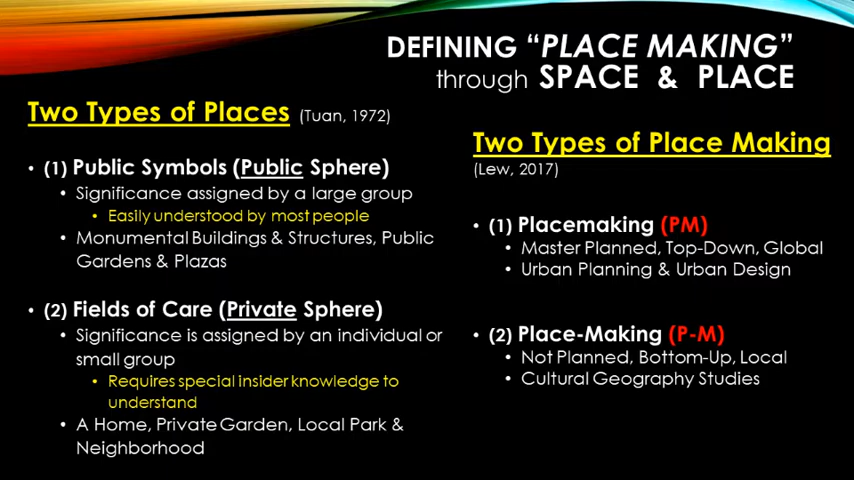 DEFINING “PLACE MAKING”
through SPACE & PLACE
Two Types of Places (Tuan, 1972)
• (1) Public Symbols (Public Sphere)
• Significance assigned by a large group
• Easily understood by most people
• Monumental Buildings & Structures, Public
Gardens & Plazas
• (2) Fields of Care (Private Sphere)
• Significance is assigned by an individual or
small group
• Requires special insider knowledge to
understand
• A Home, Private Garden, Local Park &
Neighborhood
Two Types of Place Making
(Lew, 2017)
• (1) Placemaking (PM)
• Master Planned, Top-Down, Global
• Urban Planning & Urban Design
• (2) Place-Making (P-M)
• Not Planned, Bottom-Up, Local
• Cultural Geography Studies